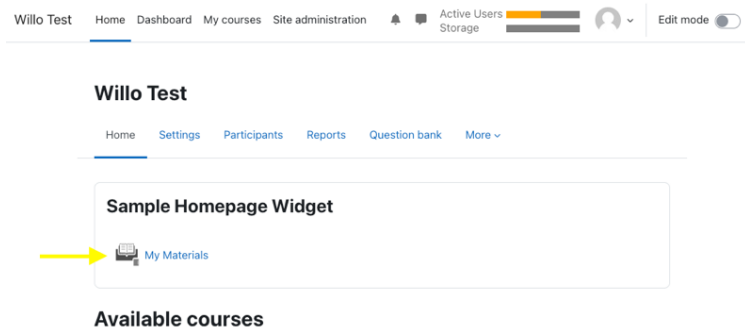 Willo Test Home Dashboard My courses Site administration Active Users Edit mode
Storage
Willo Test
Home Settings Participants Reports Question bank More
Sample Homepage Widget
My Materials
Available courses